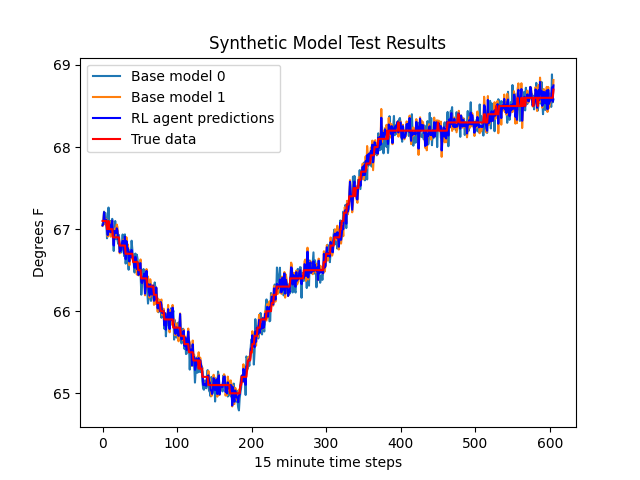 Synthetic Model Test Results
Base model 0
Base model 1
RL agent predictions
True data
Degrees F
69
68
67
66
65
0 100 200 300 400 500 600
15 minute time steps